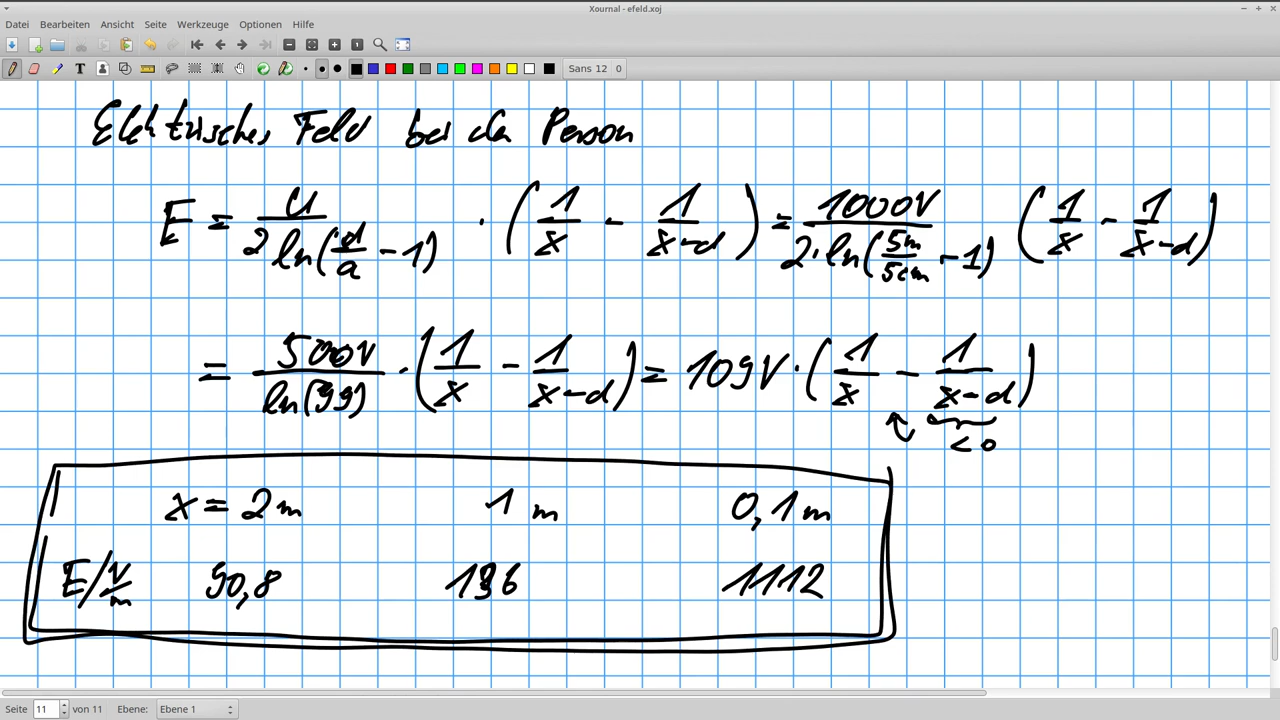 Xournal - efeld.xoj
Datei Bearbeiten Ansicht Seite Werkzeuge Optionen Hilfe
Sans 12 0
Elektrisches Feld bei der Person
E = U / (2 ln(d/a - 1)) · (1/x - 1/(x-d)) = 1000V / (2·ln(5m/5cm - 1)) (1/x - 1/(x-d))
= 500V / ln(99) · (1/x - 1/(x-d)) = 109V · (1/x - 1/(x-d))
< 0
x = 2m 1 m 0,1m
E/V/m 90,8 136 1112
Seite 11 von 11 Ebene: Ebene 1